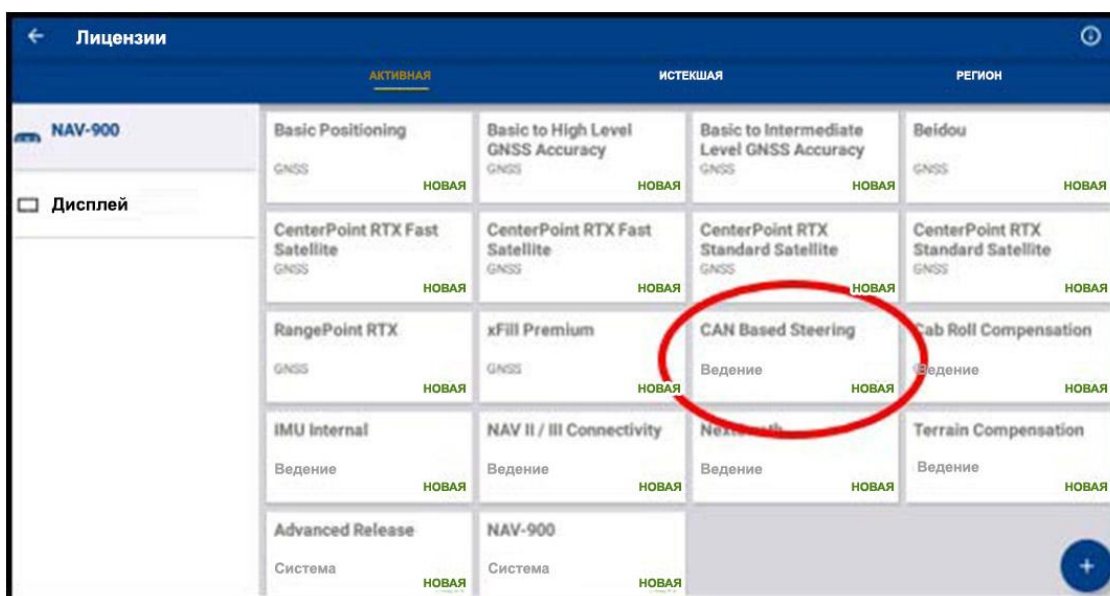 Лицензии
АКТИВНАЯ
ИСТЕКШАЯ
РЕГИОН
NAV-900
Дисплей
Basic Positioning
GNSS
НОВАЯ
Basic to High Level
GNSS Accuracy
GNSS
НОВАЯ
Basic to Intermediate
Level GNSS Accuracy
GNSS
НОВАЯ
Beidou
GNSS
НОВАЯ
CenterPoint RTX Fast
Satellite
GNSS
НОВАЯ
CenterPoint RTX Fast
Satellite
GNSS
НОВАЯ
CenterPoint RTX
Standard Satellite
GNSS
НОВАЯ
CenterPoint RTX
Standard Satellite
GNSS
НОВАЯ
RangePoint RTX
GNSS
НОВАЯ
xFill Premium
GNSS
НОВАЯ
CAN Based Steering
Ведение
НОВАЯ
Cab Roll Compensation
Ведение
НОВАЯ
IMU Internal
Ведение
НОВАЯ
NAV II / III Connectivity
Ведение
НОВАЯ
Ведение
НОВАЯ
Terrain Compensation
Ведение
НОВАЯ
Advanced Release
Система
НОВАЯ
NAV-900
Система
НОВАЯ